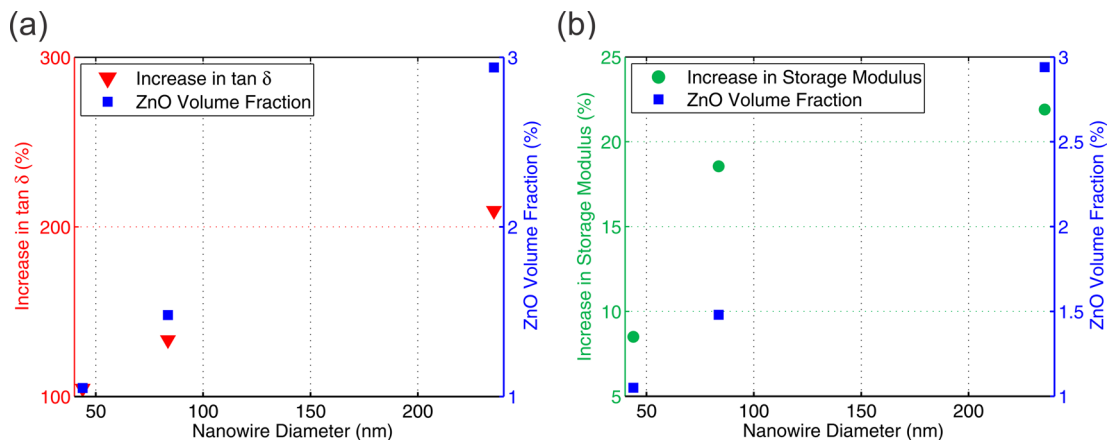 (a)
300
200
100
Increase in tan δ (%)
Increase in tan δ
ZnO Volume Fraction
3
2
1
ZnO Volume Fraction (%)
50 100 150 200
Nanowire Diameter (nm)
(b)
25
20
15
10
5
Increase in Storage Modulus (%)
Increase in Storage Modulus
ZnO Volume Fraction
3
2.5
2
1.5
1
ZnO Volume Fraction (%)
50 100 150 200
Nanowire Diameter (nm)